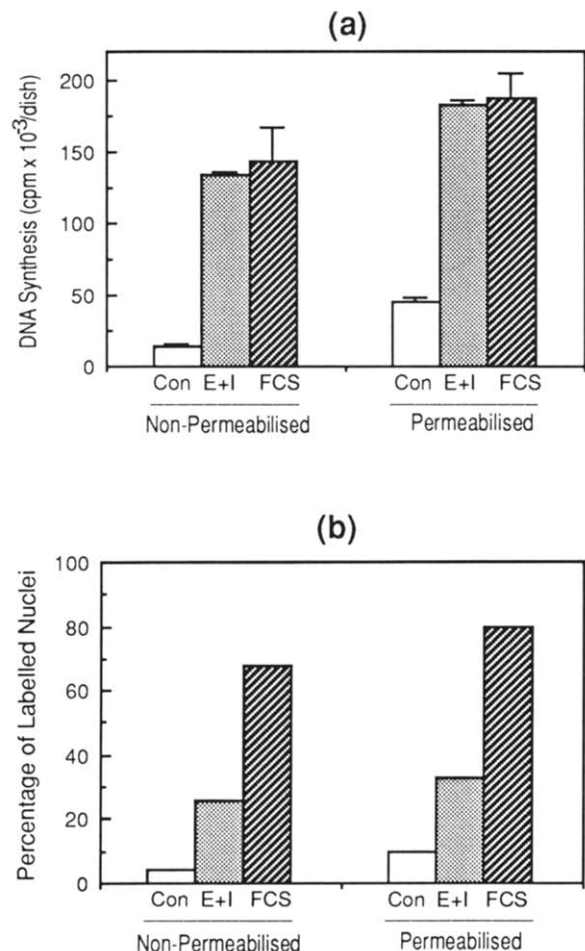 (a)
DNA Synthesis (cpm x 10⁻³/dish)
200
150
100
50
0
Con E+I FCS Con E+I FCS
Non-Permeabilised Permeabilised
(b)
Percentage of Labelled Nuclei
100
80
60
40
20
0
Con E+I FCS Con E+I FCS
Non-Permeabilised Permeabilised